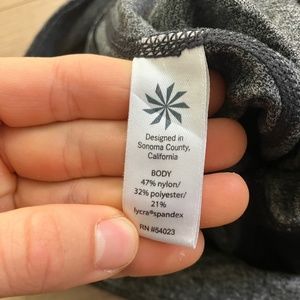 Designed in
Sonoma County,
California
BODY
47% nylon/
32% polyester/
21%
lycra®spandex
RN #54023